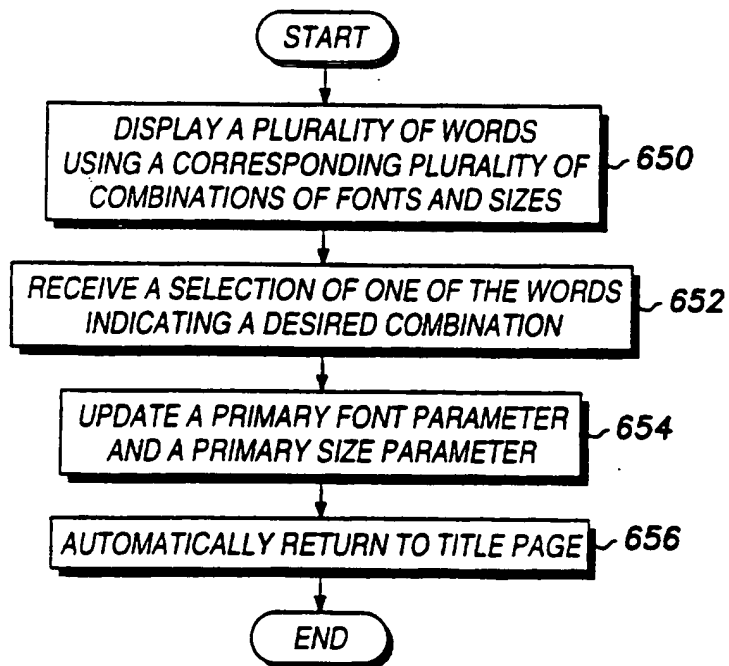 START
DISPLAY A PLURALITY OF WORDS
USING A CORRESPONDING PLURALITY OF
COMBINATIONS OF FONTS AND SIZES
650
RECEIVE A SELECTION OF ONE OF THE WORDS
INDICATING A DESIRED COMBINATION
652
UPDATE A PRIMARY FONT PARAMETER
AND A PRIMARY SIZE PARAMETER
654
AUTOMATICALLY RETURN TO TITLE PAGE
656
END